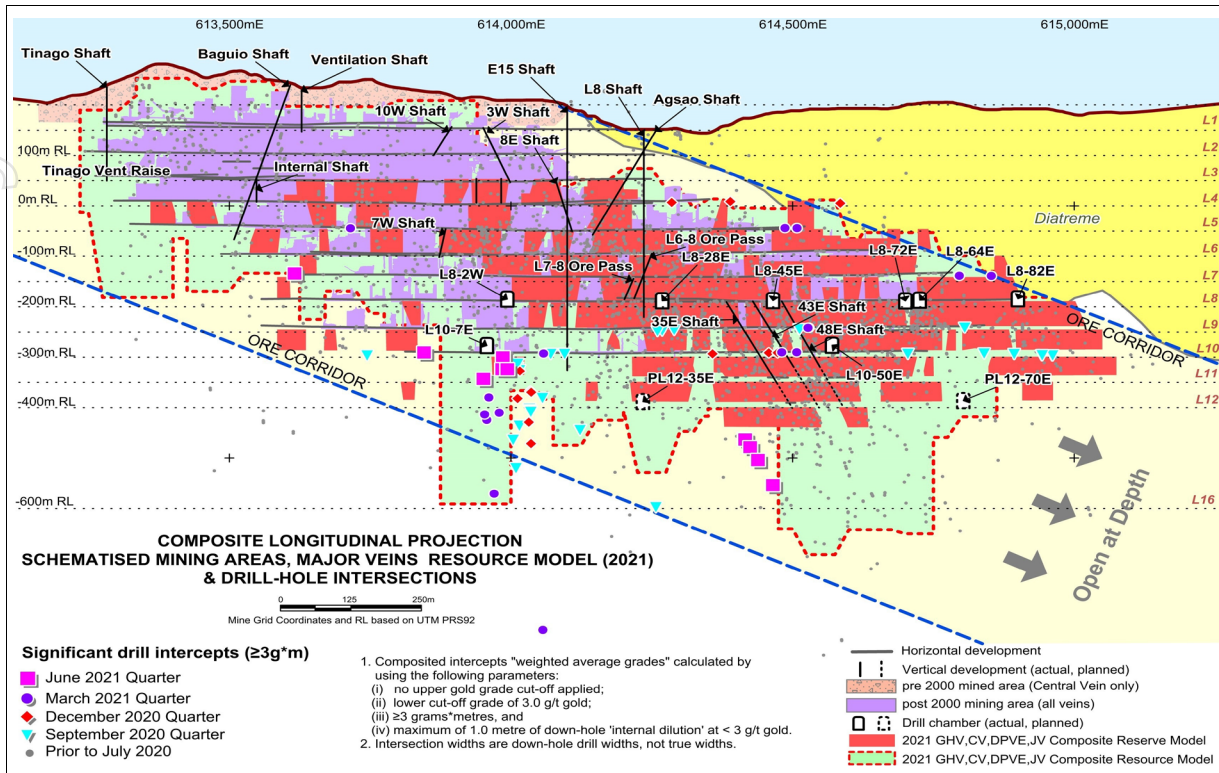 613,500mE
614,000mE
614,500mE
615,000mE
Tinago Shaft
Baguio Shaft
Ventilation Shaft
E15 Shaft
L8 Shaft
Agsao Shaft
10W Shaft
3W Shaft
8E Shaft
L1
L2
100m RL
Tinago Vent Raise
Internal Shaft
L3
0m RL
L4
Diatreme
L5
7W Shaft
L6-8 Ore Pass
-100m RL
L6
L8-2W
L7-8 Ore Pass
L8-28E
L8-45E
L8-72E
L8-64E
L8-82E
L7
-200m RL
L8
43E Shaft
35E Shaft
48E Shaft
L9
ORE CORRIDOR
L10-7E
ORE CORRIDOR
-300m RL
L10
L10-50E
L11
PL12-35E
PL12-70E
-400m RL
L12
-600m RL
L16
Open at Depth
COMPOSITE LONGITUDINAL PROJECTION
SCHEMATISED MINING AREAS, MAJOR VEINS RESOURCE MODEL (2021)
& DRILL-HOLE INTERSECTIONS
0 125 250m
Mine Grid Coordinates and RL based on UTM PRS92
Significant drill intercepts (≥3g*m)
June 2021 Quarter
March 2021 Quarter
December 2020 Quarter
September 2020 Quarter
Prior to July 2020
1. Composited intercepts "weighted average grades" calculated by
using the following parameters:
(i) no upper gold grade cut-off applied;
(ii) lower cut-off grade of 3.0 g/t gold;
(iii) ≥3 grams*metres, and
(iv) maximum of 1.0 metre of down-hole 'internal dilution' at < 3 g/t gold.
2. Intersection widths are down-hole drill widths, not true widths.
Horizontal development
Vertical development (actual, planned)
pre 2000 mined area (Central Vein only)
post 2000 mining area (all veins)
Drill chamber (actual, planned)
2021 GHV,CV,DPVE,JV Composite Reserve Model
2021 GHV,CV,DPVE,JV Composite Resource Model